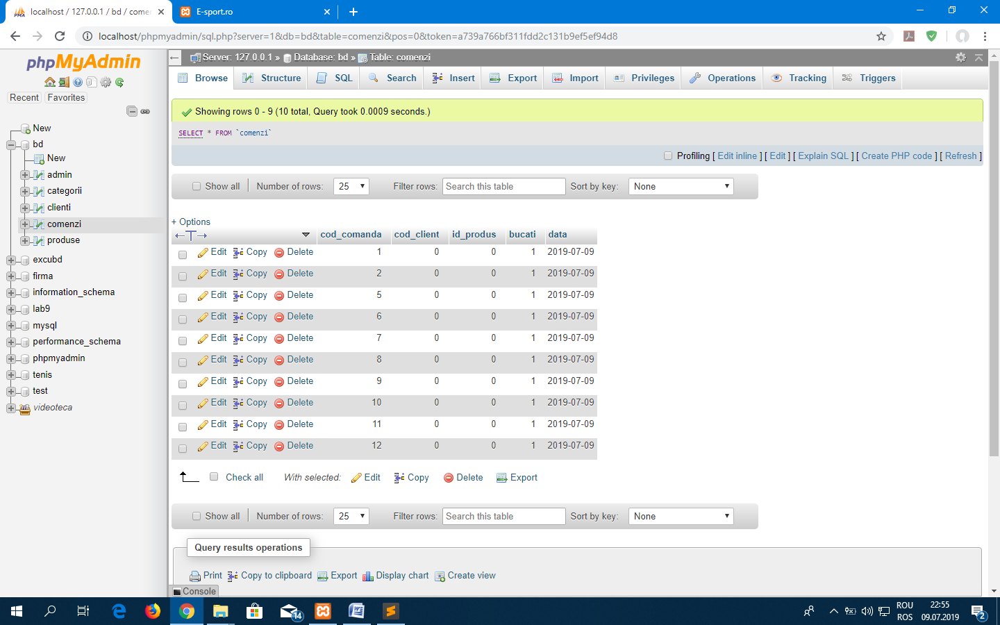 localhost / 127.0.0.1 / bd / come
E-sport.ro
localhost/phpmyadmin/sql.php?server=1&db=bd&table=comenzi&pos=0&token=a739a766bf311fdd2c131b9ef5ef94d8
phpMyAdmin
Recent Favorites
New
bd
New
admin
categorii
clienti
comenzi
produse
excubd
firma
information_schema
lab9
mysql
performance_schema
phpmyadmin
tenis
test
videoteca
Server: 127.0.0.1 » Database: bd » Table: comenzi
Browse Structure SQL Search Insert Export Import Privileges Operations Tracking Triggers
Showing rows 0 - 9 (10 total, Query took 0.0009 seconds.)
SELECT * FROM `comenzi`
Profiling [ Edit inline ] [ Edit ] [ Explain SQL ] [ Create PHP code ] [ Refresh ]
Show all Number of rows: 25 Filter rows: Search this table Sort by key: None
+ Options
cod_comanda cod_client id_produs bucati data
Edit Copy Delete 1 0 0 1 2019-07-09
Edit Copy Delete 2 0 0 1 2019-07-09
Edit Copy Delete 5 0 0 1 2019-07-09
Edit Copy Delete 6 0 0 1 2019-07-09
Edit Copy Delete 7 0 0 1 2019-07-09
Edit Copy Delete 8 0 0 1 2019-07-09
Edit Copy Delete 9 0 0 1 2019-07-09
Edit Copy Delete 10 0 0 1 2019-07-09
Edit Copy Delete 11 0 0 1 2019-07-09
Edit Copy Delete 12 0 0 1 2019-07-09
Check all With selected: Edit Copy Delete Export
Show all Number of rows: 25 Filter rows: Search this table Sort by key: None
Query results operations
Print Copy to clipboard Export Display chart Create view
Console
14
ROU
ROS
22:55
09.07.2019
2